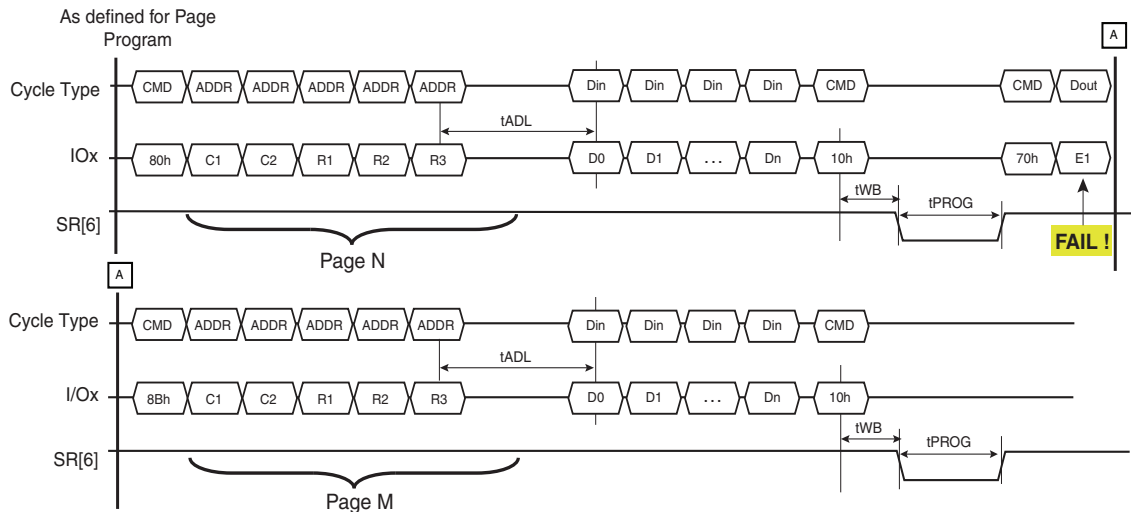 As defined for Page
Program
A
Cycle Type CMD ADDR ADDR ADDR ADDR ADDR Din Din Din Din CMD CMD Dout
tADL
IOx 80h C1 C2 R1 R2 R3 D0 D1 ... Dn 10h 70h E1
tWB tPROG
SR[6]
FAIL !
Page N
A
Cycle Type CMD ADDR ADDR ADDR ADDR ADDR Din Din Din Din CMD
tADL
I/Ox 8Bh C1 C2 R1 R2 R3 D0 D1 ... Dn 10h
tWB tPROG
SR[6]
Page M